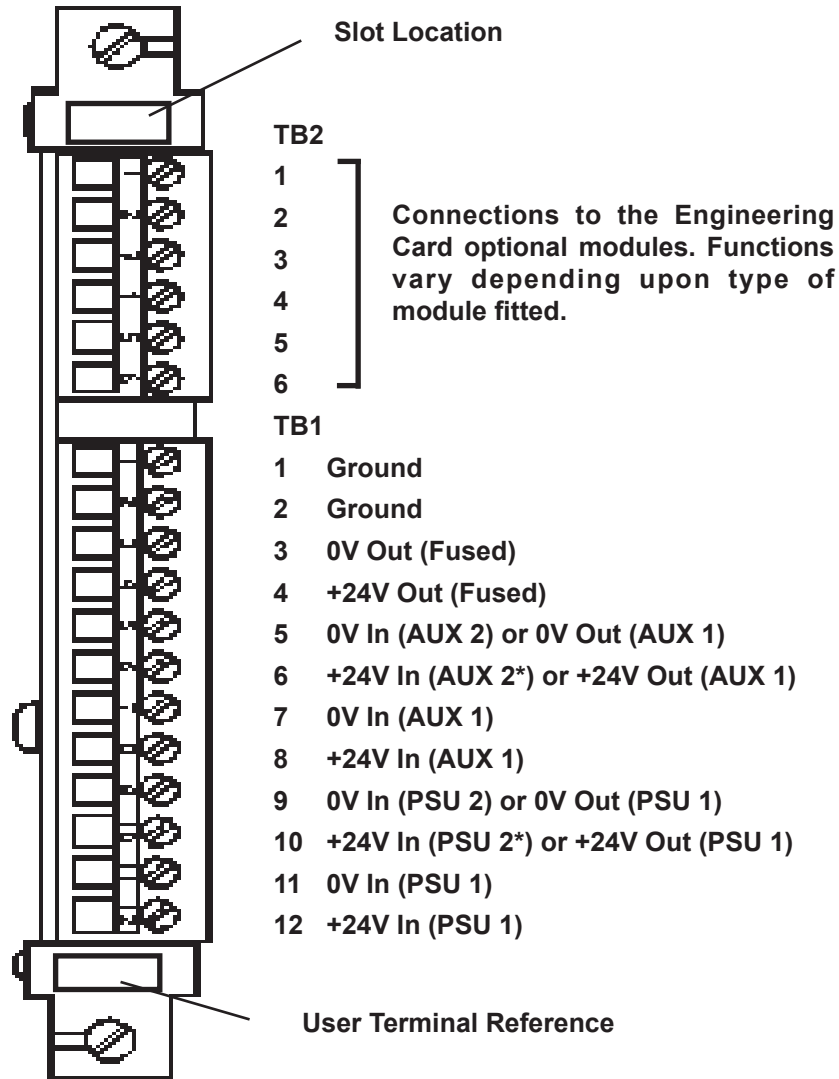 Slot Location
TB2
1
2
3
4
5
6
Connections to the Engineering
Card optional modules. Functions
vary depending upon type of
module fitted.
TB1
1 Ground
2 Ground
3 0V Out (Fused)
4 +24V Out (Fused)
5 0V In (AUX 2) or 0V Out (AUX 1)
6 +24V In (AUX 2*) or +24V Out (AUX 1)
7 0V In (AUX 1)
8 +24V In (AUX 1)
9 0V In (PSU 2) or 0V Out (PSU 1)
10 +24V In (PSU 2*) or +24V Out (PSU 1)
11 0V In (PSU 1)
12 +24V In (PSU 1)
User Terminal Reference